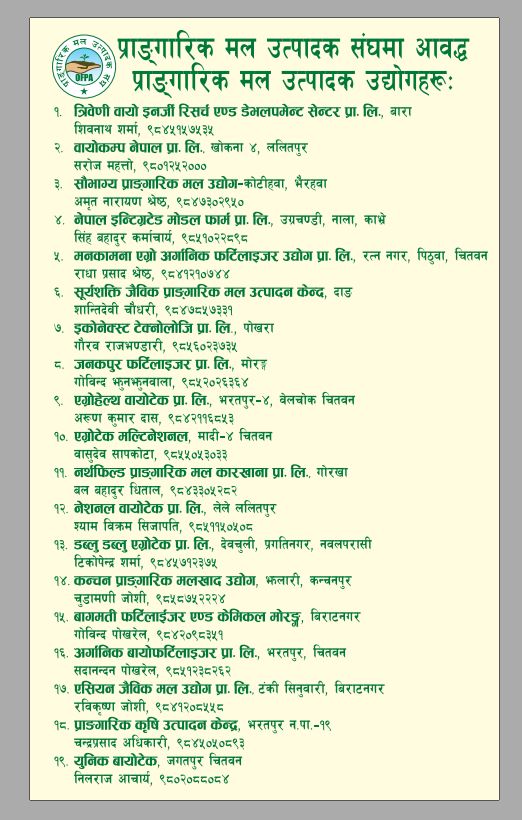 प्राङ्गारिक मल उत्पादक संघ
OFPA
प्राङ्गारिक मल उत्पादक संघमा आवद्ध
प्राङ्गारिक मल उत्पादक उद्योगहरूः
१. त्रिवेणी वायो इनर्जी रिसर्च एण्ड डेभलपमेन्ट सेन्टर प्रा. लि., बारा
शिवनाथ शर्मा, ९८४५१५७५३५
२. वायोकम्प नेपाल प्रा. लि., खोकना ४, ललितपुर
सरोज महत्तो, ९८०१२५२०००
३. सौभाग्य प्राङ्गारिक मल उद्योग-कोटीहवा, भैरहवा
अमृत नारायण श्रेष्ठ, ९८४७३०२९५०
४. नेपाल इन्टिग्रटेड मोडल फार्म प्रा. लि., उग्रचण्डी, नाला, काभ्रे
सिंह बहादुर कर्माचार्य, ९८५१०२२८९८
५. मनकामना एग्रो अर्गानिक फर्टिलाइजर उद्योग प्रा. लि., रत्न नगर, पिठुवा, चितवन
राधा प्रसाद श्रेष्ठ, ९८४१२१०७४४
६. सूर्यशक्ति जैविक प्राङ्गारिक मल उत्पादन केन्द, दाङ
शान्तिदेवी चौधरी, ९८४७८५७३३१
७. इकोनेक्स्ट टेक्नोलोजि प्रा. लि., पोखरा
गौरव राजभण्डारी, ९८५६०२३७३५
८. जनकपुर फर्टिलाइजर प्रा. लि., मोरङ्ग
गोविन्द झुनझुनवाला, ९८५२०२६३६४
९. एग्रोहेल्थ वायोटेक प्रा. लि., भरतपुर-४, वेलचोक चितवन
अरूण कुमार दास, ९८४२११६८५३
१०. एग्रोटेक मल्टिनेशनल, मादी-४ चितवन
वासुदेव सापकोटा, ९८५५०५३०३३
११. नर्थफिल्ड प्राङ्गारिक मल कारखाना प्रा. लि., गोरखा
बल बहादुर धिताल, ९८४३३०५२८२
१२. नेशनल वायोटेक प्रा. लि., लेले ललितपुर
श्याम विक्रम सिजापति, ९८५११५०५०८
१३. डब्लु डब्लु एग्रोटेक प्रा. लि., देवचुली, प्रगतिनगर, नवलपरासी
टिकोपेन्द्र शर्मा, ९८४५७१२३७५
१४. कन्चन प्राङ्गारिक मलखाद उद्योग, झलारी, कन्चनपुर
चुडामणी जोशी, ९८५८७५२२२४
१५. बागमती फर्टिलाईजर एण्ड केमिकल मोरङ्ग, बिराटनगर
गोविन्द पोखरेल, ९८४२०९८३५१
१६. अर्गानिक बायोफर्टिलाइजर प्रा. लि., भरतपुर, चितवन
सदानन्दन पोखरेल, ९८५१२३८२६२
१७. एसियन जैविक मल उद्योग प्रा. लि., टंकी सिनुवारी, बिराटनगर
रविकृष्ण जोशी, ९८४१२०८५५८
१८. प्राङगारिक कृषि उत्पादन केन्द्र, भरतपुर न.पा.-१९
चन्द्रप्रसाद अधिकारी, ९८४५०५०८९३
१९. युनिक बायोटेक, जगतपुर चितवन
निलराज आचार्य, ९८०२०८८०८४